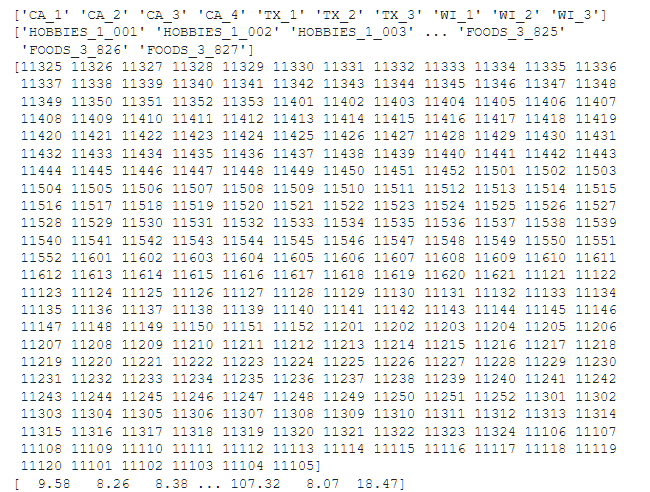 ['CA_1' 'CA_2' 'CA_3' 'CA_4' 'TX_1' 'TX_2' 'TX_3' 'WI_1' 'WI_2' 'WI_3']
['HOBBIES_1_001' 'HOBBIES_1_002' 'HOBBIES_1_003' ... 'FOODS_3_825'
'FOODS_3_826' 'FOODS_3_827']
[11325 11326 11327 11328 11329 11330 11331 11332 11333 11334 11335 11336
11337 11338 11339 11340 11341 11342 11343 11344 11345 11346 11347 11348
11349 11350 11351 11352 11353 11401 11402 11403 11404 11405 11406 11407
11408 11409 11410 11411 11412 11413 11414 11415 11416 11417 11418 11419
11420 11421 11422 11423 11424 11425 11426 11427 11428 11429 11430 11431
11432 11433 11434 11435 11436 11437 11438 11439 11440 11441 11442 11443
11444 11445 11446 11447 11448 11449 11450 11451 11452 11501 11502 11503
11504 11505 11506 11507 11508 11509 11510 11511 11512 11513 11514 11515
11516 11517 11518 11519 11520 11521 11522 11523 11524 11525 11526 11527
11528 11529 11530 11531 11532 11533 11534 11535 11536 11537 11538 11539
11540 11541 11542 11543 11544 11545 11546 11547 11548 11549 11550 11551
11552 11601 11602 11603 11604 11605 11606 11607 11608 11609 11610 11611
11612 11613 11614 11615 11616 11617 11618 11619 11620 11621 11121 11122
11123 11124 11125 11126 11127 11128 11129 11130 11131 11132 11133 11134
11135 11136 11137 11138 11139 11140 11141 11142 11143 11144 11145 11146
11147 11148 11149 11150 11151 11152 11201 11202 11203 11204 11205 11206
11207 11208 11209 11210 11211 11212 11213 11214 11215 11216 11217 11218
11219 11220 11221 11222 11223 11224 11225 11226 11227 11228 11229 11230
11231 11232 11233 11234 11235 11236 11237 11238 11239 11240 11241 11242
11243 11244 11245 11246 11247 11248 11249 11250 11251 11252 11301 11302
11303 11304 11305 11306 11307 11308 11309 11310 11311 11312 11313 11314
11315 11316 11317 11318 11319 11320 11321 11322 11323 11324 11106 11107
11108 11109 11110 11111 11112 11113 11114 11115 11116 11117 11118 11119
11120 11101 11102 11103 11104 11105]
[ 9.58 8.26 8.38 ... 107.32 8.07 18.47]